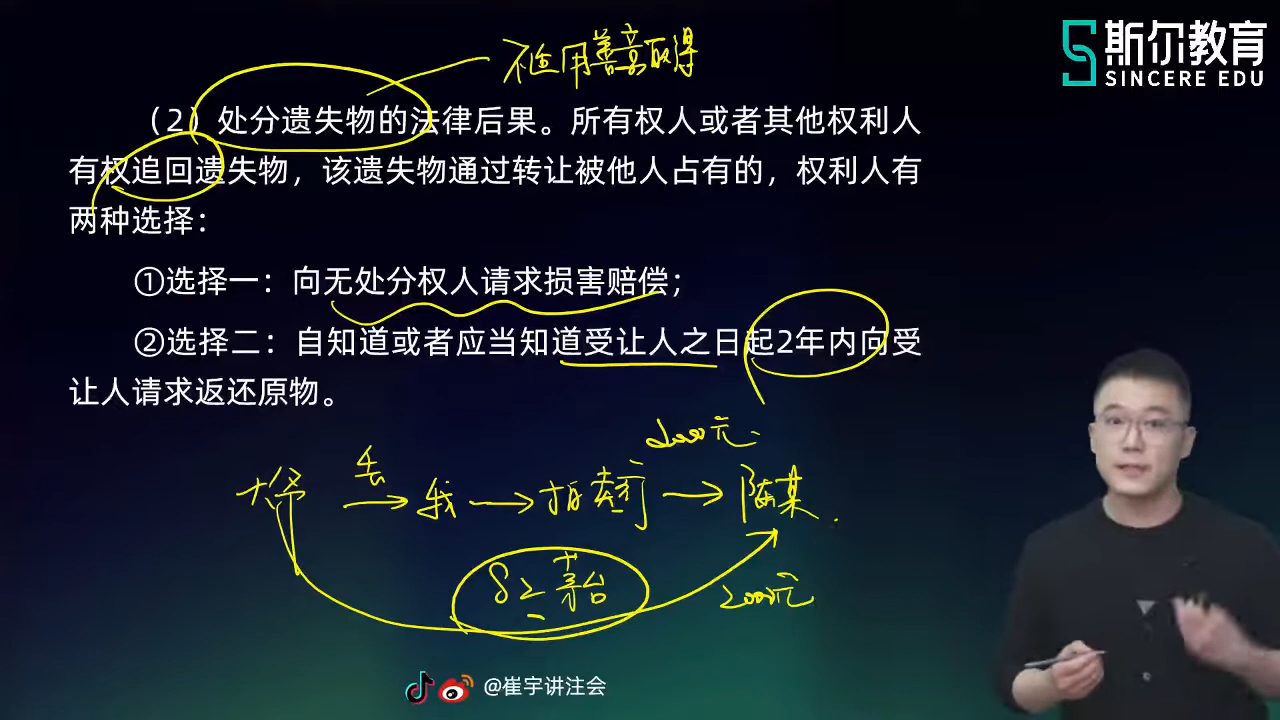 不适用善意取得
斯尔教育
SINCERE EDU
(2)处分遗失物的法律后果。所有权人或者其他权利人
有权追回遗失物，该遗失物通过转让被他人占有的，权利人有
两种选择：
①选择一：向无处分权人请求损害赔偿；
②选择二：自知道或者应当知道受让人之日起2年内向受
让人请求返还原物。
2000元
丢
我 拍卖行 陈某
茅台
2000元
@崔宇讲注会